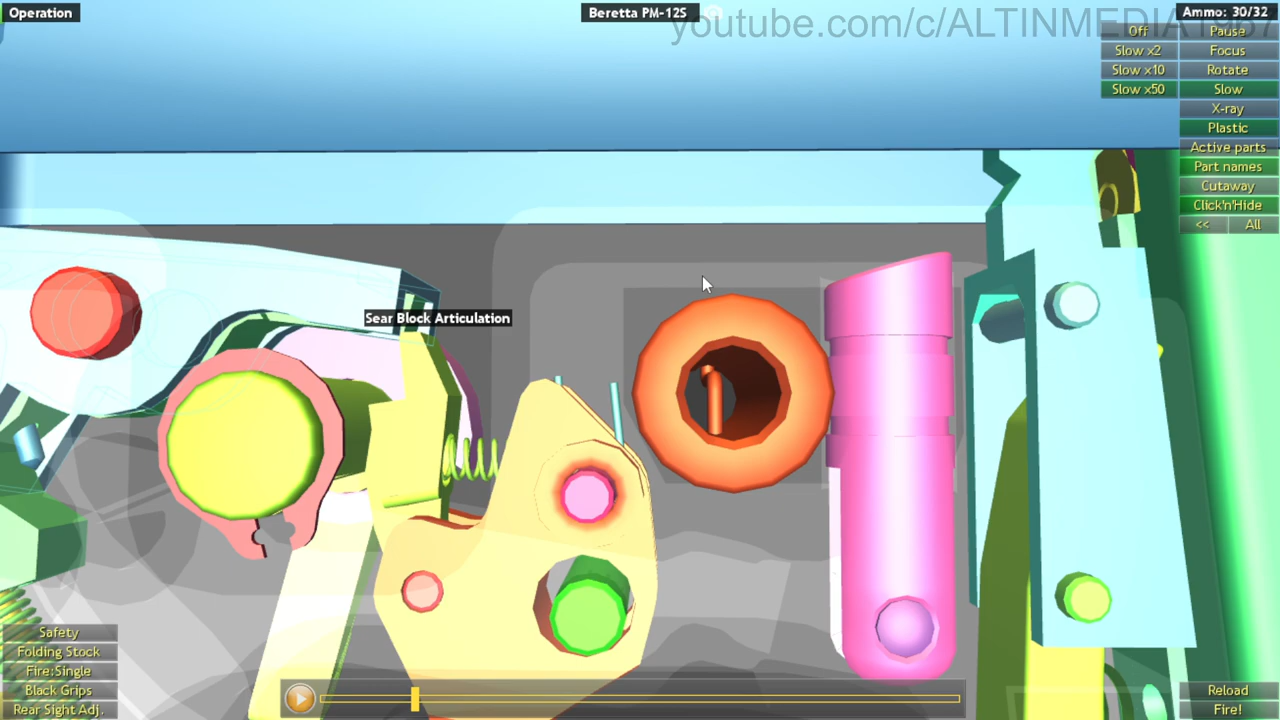 Operation
Beretta PM-12S
Ammo: 30/32
youtube.com/c/ALTINMEDIA1967
Off
Pause
Slow x2
Focus
Slow x10
Rotate
Slow x50
Slow
X-ray
Plastic
Active parts
Part names
Cutaway
Click'n'Hide
<<
All
Sear Block Articulation
Safety
Folding Stock
Fire:Single
Black Grips
Rear Sight Adj.
Reload
Fire!